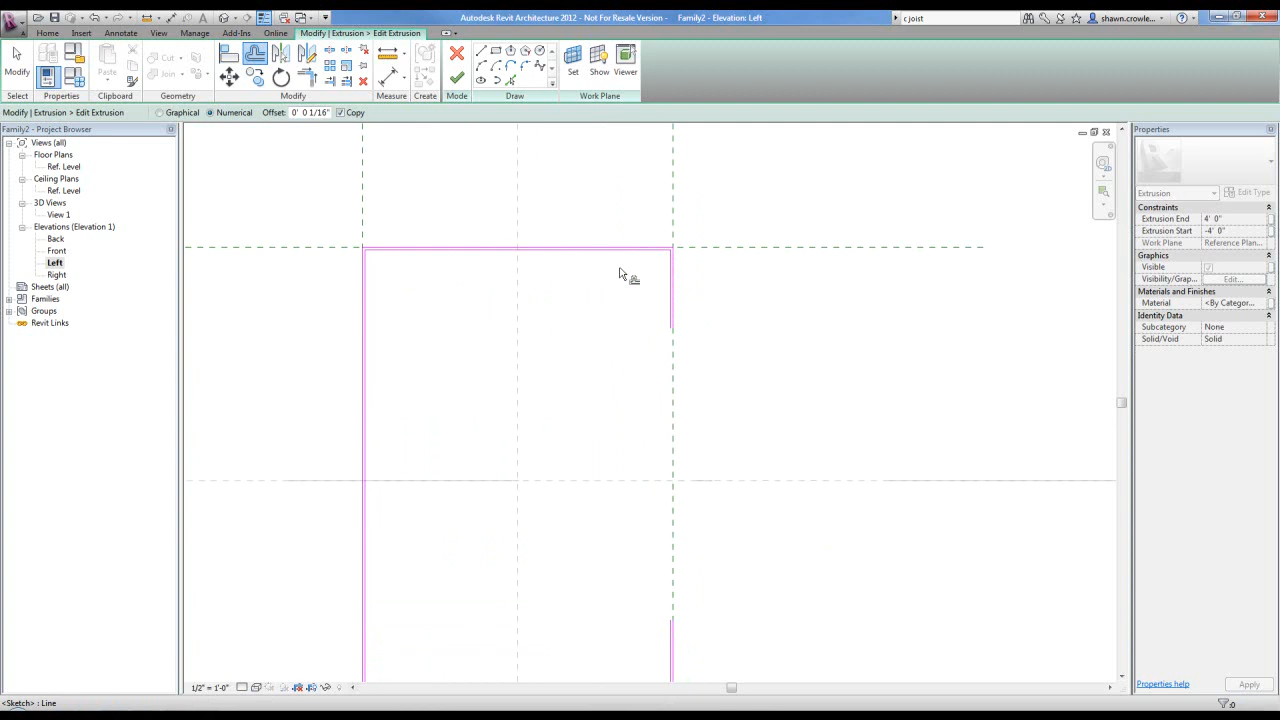 Autodesk Revit Architecture 2012 - Not For Resale Version - Family2 - Elevation: Left
c joist
shawn.crowle...
Home Insert Annotate View Manage Add-Ins Online Modify | Extrusion > Edit Extrusion
Modify
Paste
Cut
Join
Set Show Viewer
Select Properties Clipboard Geometry Modify Measure Create Mode Draw Work Plane
Modify | Extrusion > Edit Extrusion Graphical Numerical Offset: 0' 0 1/16" Copy
Family2 - Project Browser
Views (all)
Floor Plans
Ref. Level
Ceiling Plans
Ref. Level
3D Views
View 1
Elevations (Elevation 1)
Back
Front
Left
Right
Sheets (all)
Families
Groups
Revit Links
Properties
Extrusion Edit Type
Constraints
Extrusion End 4' 0"
Extrusion Start -4' 0"
Work Plane Reference Plan...
Graphics
Visible
Visibility/Grap... Edit...
Materials and Finishes
Material <By Categor...
Identity Data
Subcategory None
Solid/Void Solid
Properties help Apply
1/2" = 1'-0"
<Sketch> : Line
:0